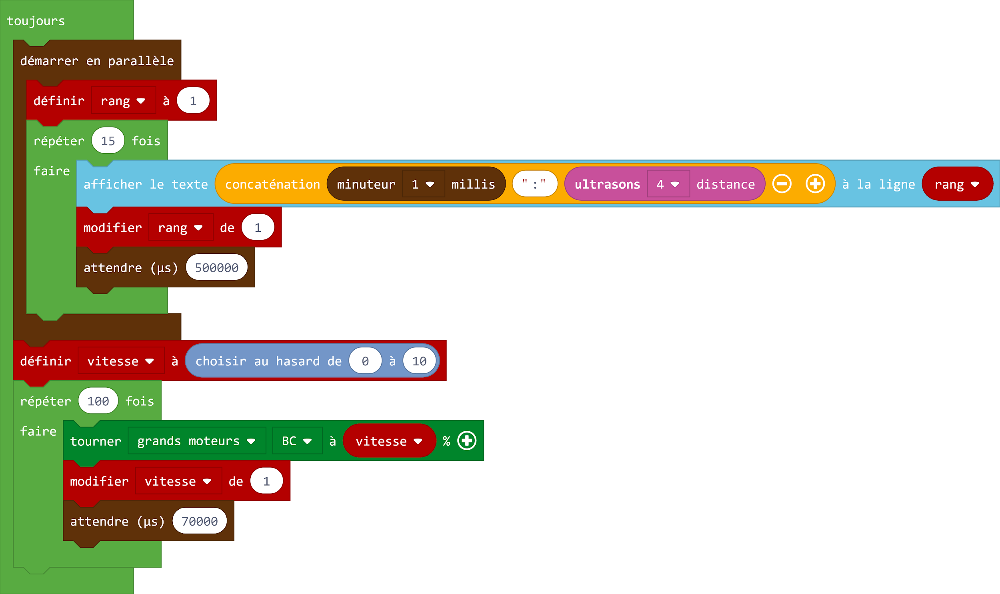 toujours
démarrer en parallèle
définir rang à 1
répéter 15 fois
faire
afficher le texte concaténation minuteur 1 millis ":" ultrasons 4 distance à la ligne rang
modifier rang de 1
attendre (µs) 500000
définir vitesse à choisir au hasard de 0 à 10
répéter 100 fois
faire
tourner grands moteurs BC à vitesse %
modifier vitesse de 1
attendre (µs) 70000